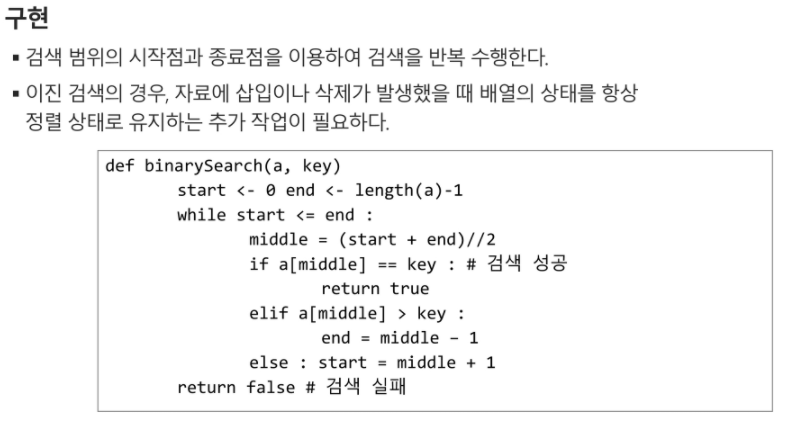 구현
▪ 검색 범위의 시작점과 종료점을 이용하여 검색을 반복 수행한다.
▪ 이진 검색의 경우, 자료에 삽입이나 삭제가 발생했을 때 배열의 상태를 항상
정렬 상태로 유지하는 추가 작업이 필요하다.
def binarySearch(a, key)
start <- 0 end <- length(a)-1
while start <= end :
middle = (start + end)//2
if a[middle] == key : # 검색 성공
return true
elif a[middle] > key :
end = middle – 1
else : start = middle + 1
return false # 검색 실패